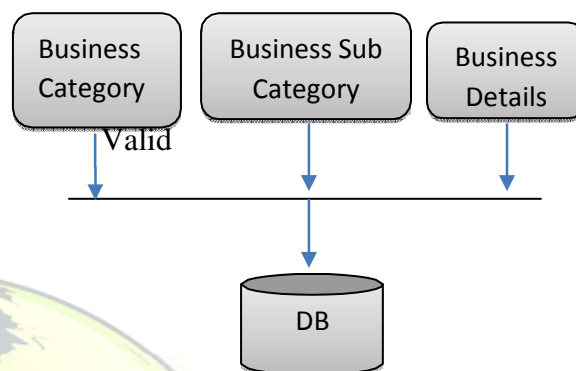 Business
Category
Business Sub
Category
Business
Details
Valid
DB